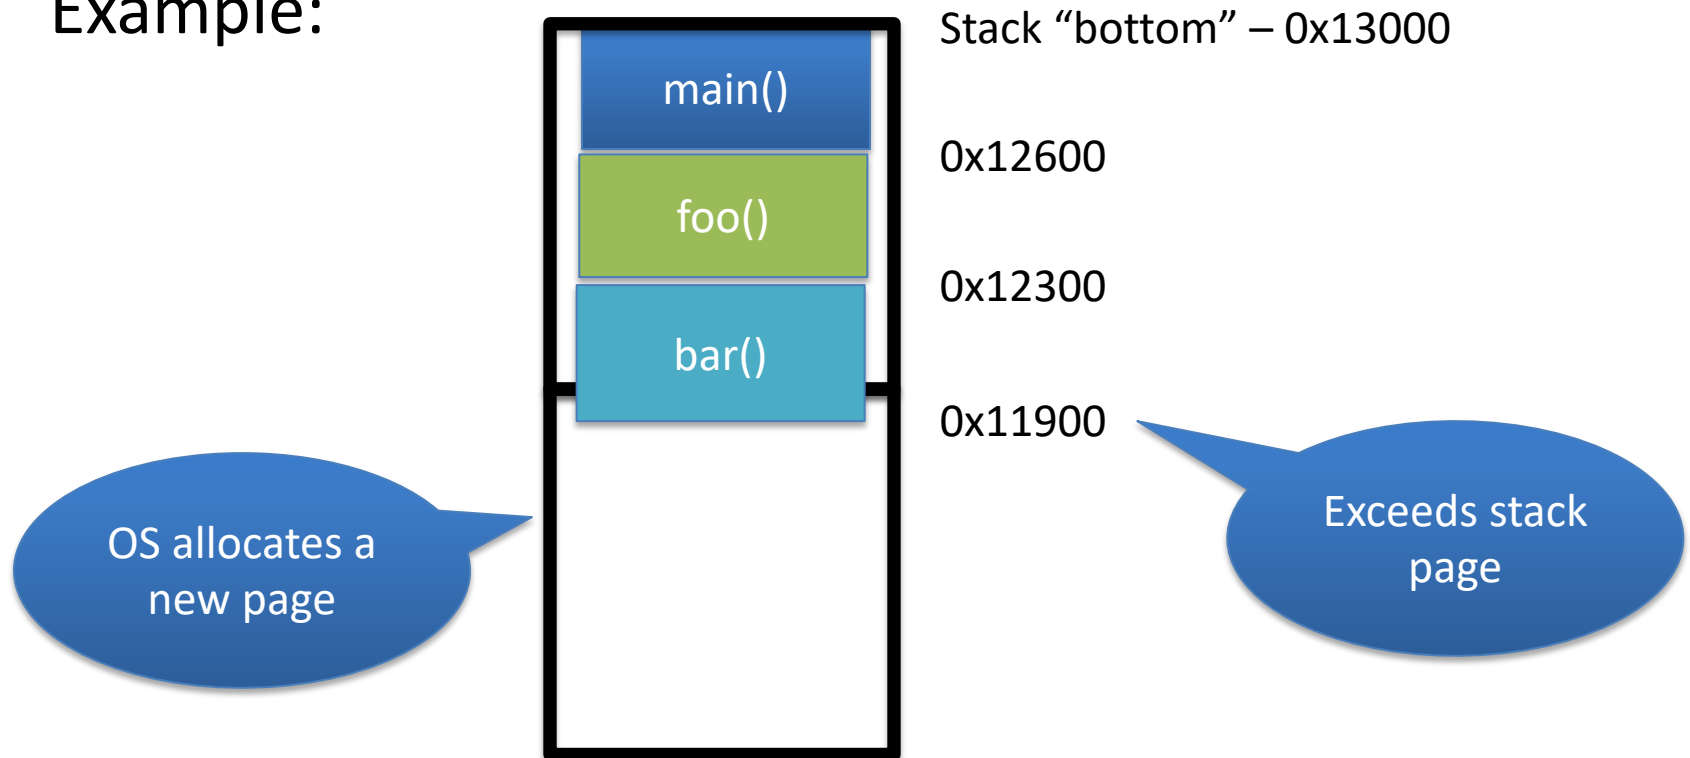 Example:
Stack “bottom” – 0x13000
main()
0x12600
foo()
0x12300
bar()
0x11900
Exceeds stack
page
OS allocates a
new page